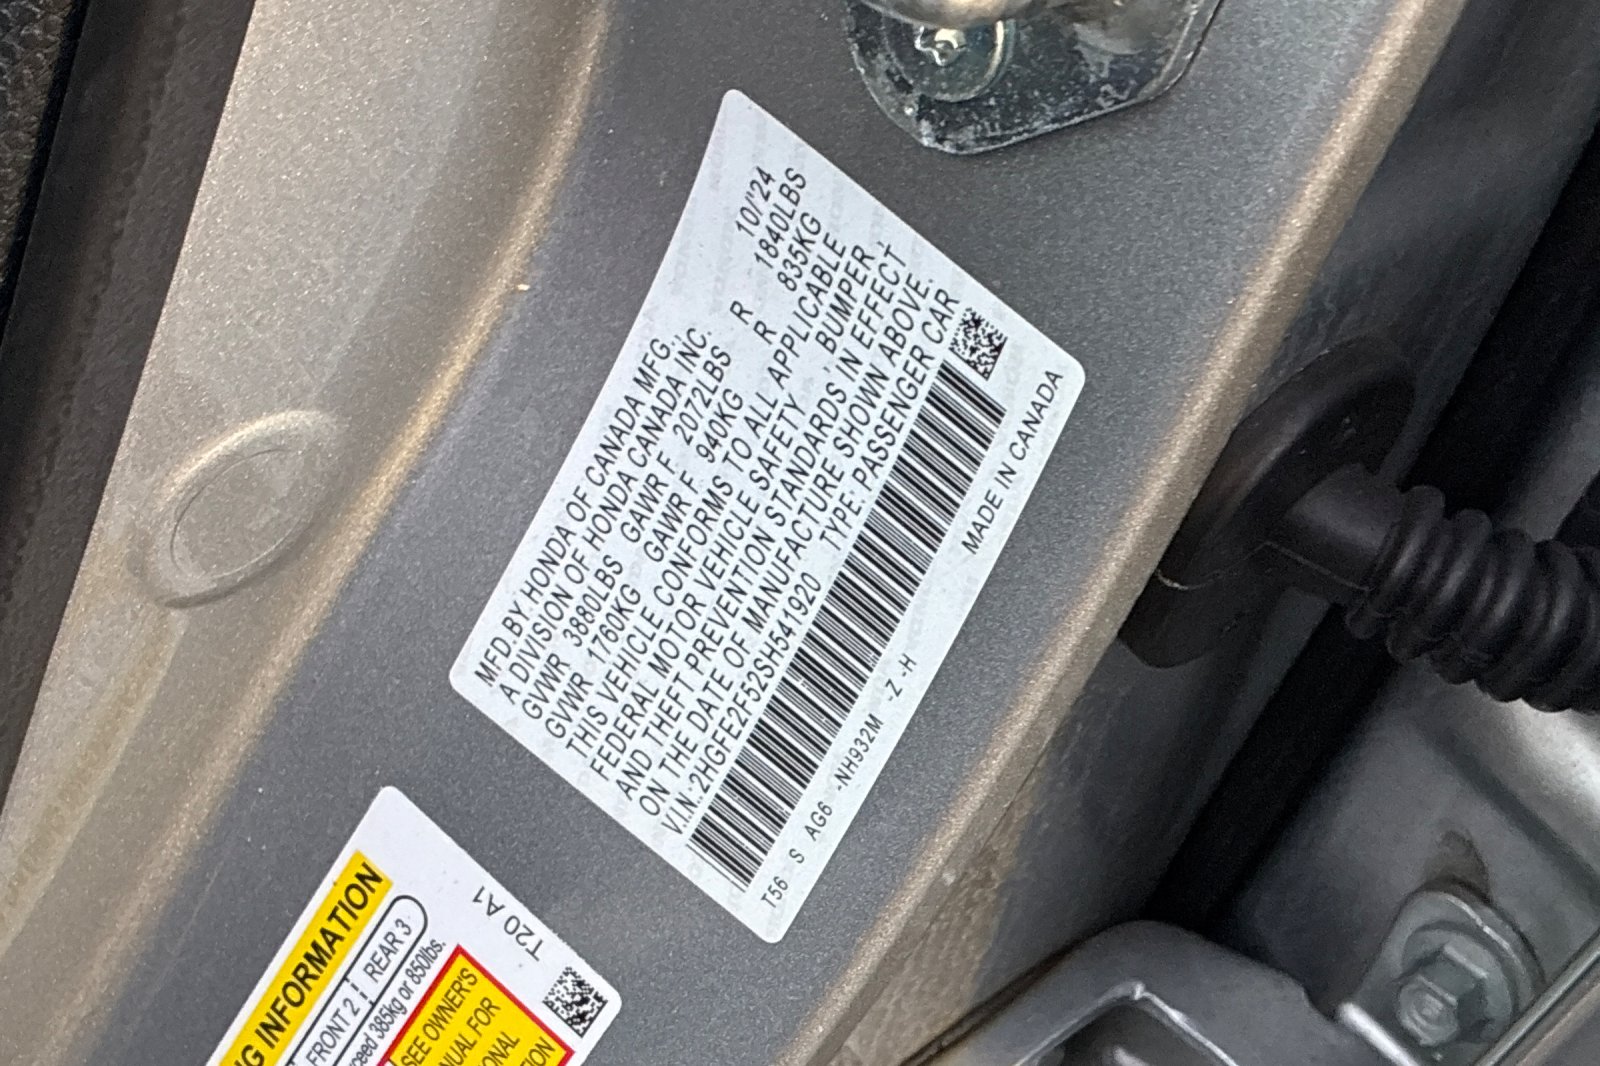 MFD.BY HONDA OF CANADA MFG., 10/'24
A DIVISION OF HONDA CANADA INC.
GVWR 3880LBS GAWR F 2072LBS R 1840LBS
GVWR 1760KG GAWR F 940KG R 835KG
THIS VEHICLE CONFORMS TO ALL APPLICABLE
FEDERAL MOTOR VEHICLE SAFETY, BUMPER,
AND THEFT PREVENTION STANDARDS IN EFFECT
ON THE DATE OF MANUFACTURE SHOWN ABOVE.
V.I.N.:2HGFE2F52SH541920 TYPE: PASSENGER CAR
T56 S AG6 -NH932M -Z -H MADE IN CANADA
INFORMATION
FRONT 2 REAR 3
385kg or 850lbs.
SEE OWNER'S
FOR
T20 A1